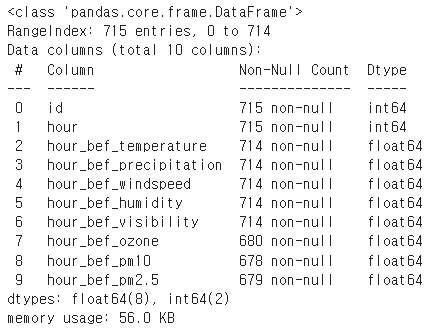 <class 'pandas.core.frame.DataFrame'>
RangeIndex: 715 entries, 0 to 714
Data columns (total 10 columns):
 #   Column                  Non-Null Count  Dtype
---  ------                  --------------  -----
 0   id                      715 non-null    int64
 1   hour                    715 non-null    int64
 2   hour_bef_temperature    714 non-null    float64
 3   hour_bef_precipitation  714 non-null    float64
 4   hour_bef_windspeed      714 non-null    float64
 5   hour_bef_humidity       714 non-null    float64
 6   hour_bef_visibility     714 non-null    float64
 7   hour_bef_ozone          680 non-null    float64
 8   hour_bef_pm10           678 non-null    float64
 9   hour_bef_pm2.5          679 non-null    float64
dtypes: float64(8), int64(2)
memory usage: 56.0 KB